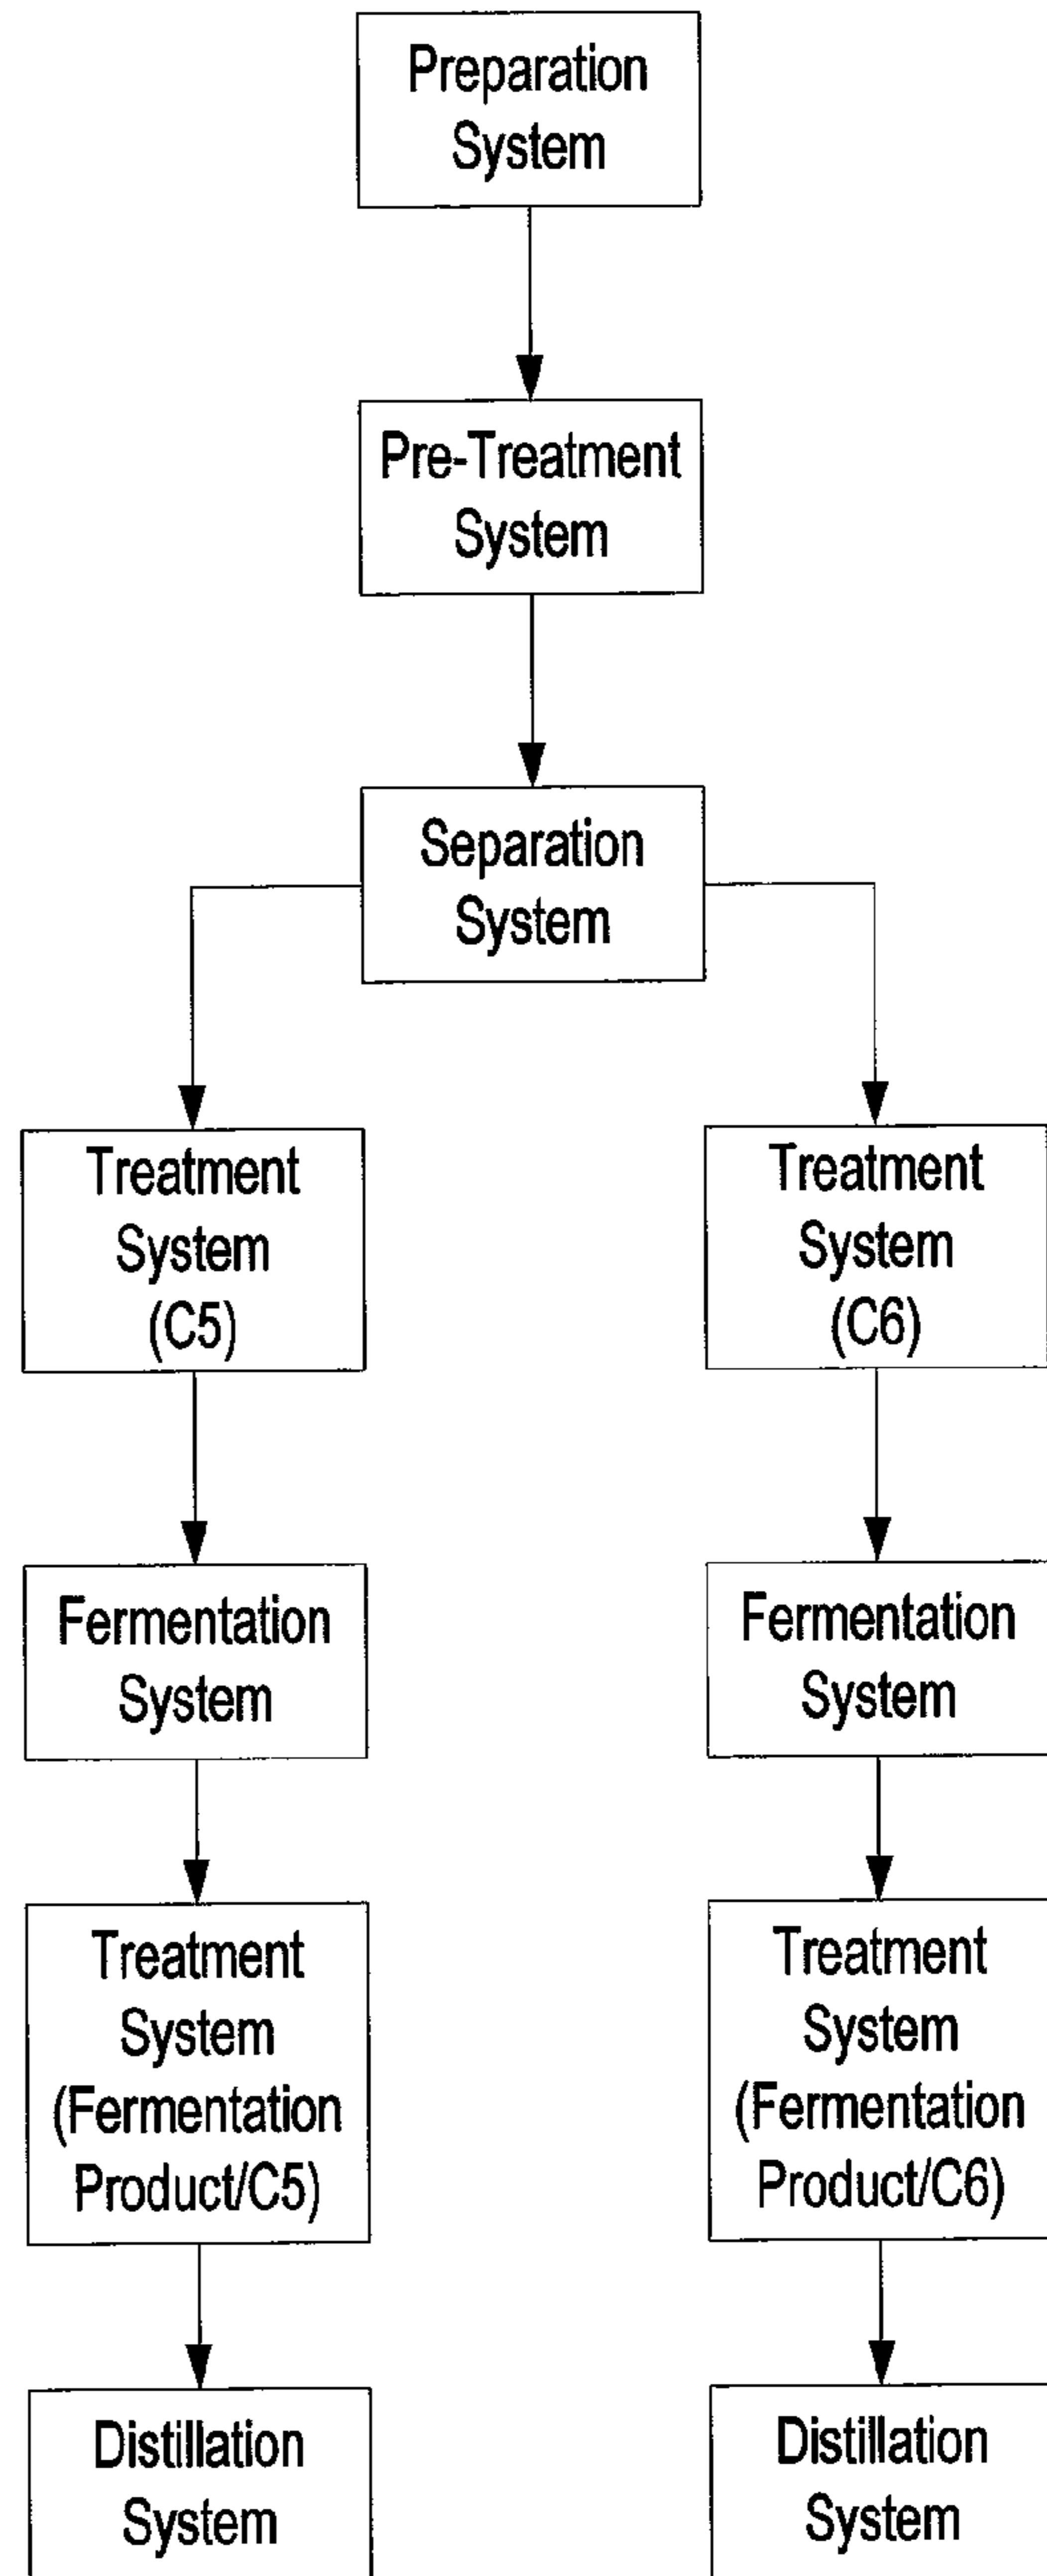 Preparation
System
Pre-Treatment
System
Separation
System
Treatment
System
(C5)
Treatment
System
(C6)
Fermentation
System
Fermentation
System
Treatment
System
(Fermentation
Product/C5)
Treatment
System
(Fermentation
Product/C6)
Distillation
System
Distillation
System